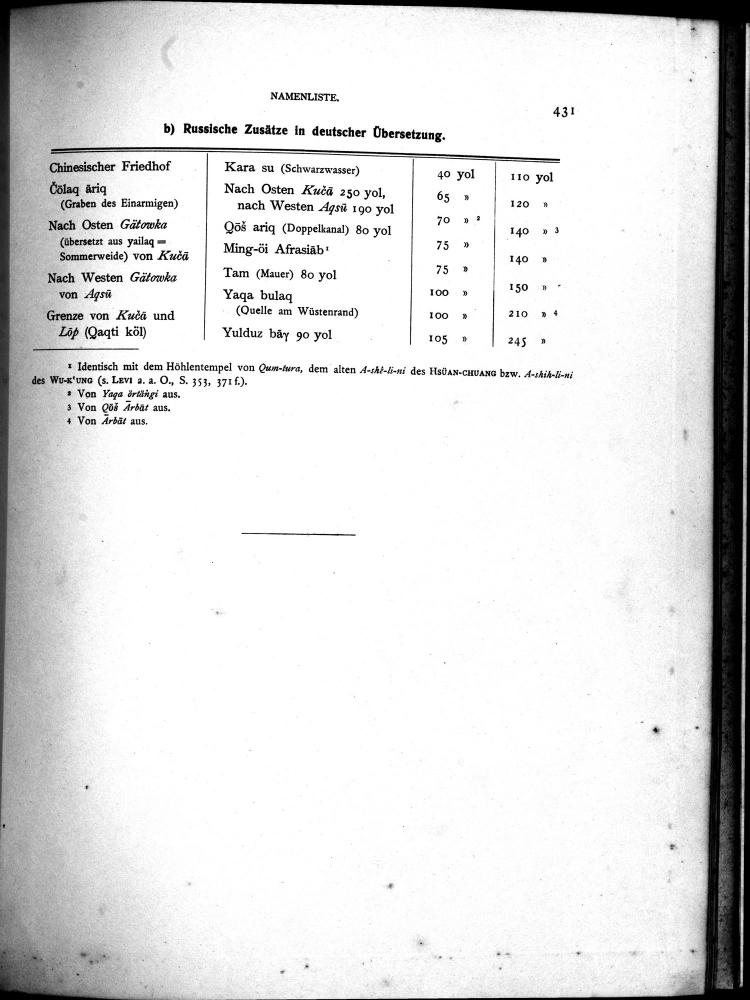 NAMENLISTE.
431
b) Russische Zusätze in deutscher Übersetzung.
Chinesischer Friedhof
Čōlaq ariq
(Graben des Einarmigen)
Nach Osten Gätowka
(übersetzt aus yailaq =
Sommerweide) von Kučā
Nach Westen Gätowka
von Aqsū
Grenze von Kučā und
Lōp (Qaqti köl)
Kara su (Schwarzwasser)
Nach Osten Kučā 250 yol,
nach Westen Aqsū 190 yol
Qōš ariq (Doppelkanal) 80 yol
Ming-öi Afrasiāb¹
Tam (Mauer) 80 yol
Yaqa bulaq
(Quelle am Wüstenrand)
Yulduz bāγ 90 yol
40 yol
65 »
70 » ²
75 »
75 »
100 »
100 »
105 »
110 yol
120 »
140 » ³
140 »
150 »
210 » ⁴
245 »
¹ Identisch mit dem Höhlentempel von Qum-tura, dem alten A-shê-li-ni des HSÜAN-CHUANG bzw. A-shih-li-ni
des WU-K'UNG (s. LEVI a. a. O., S. 353, 371 f.).
² Von Yaqa örtängi aus.
³ Von Qōš Ārbāt aus.
⁴ Von Ārbāt aus.